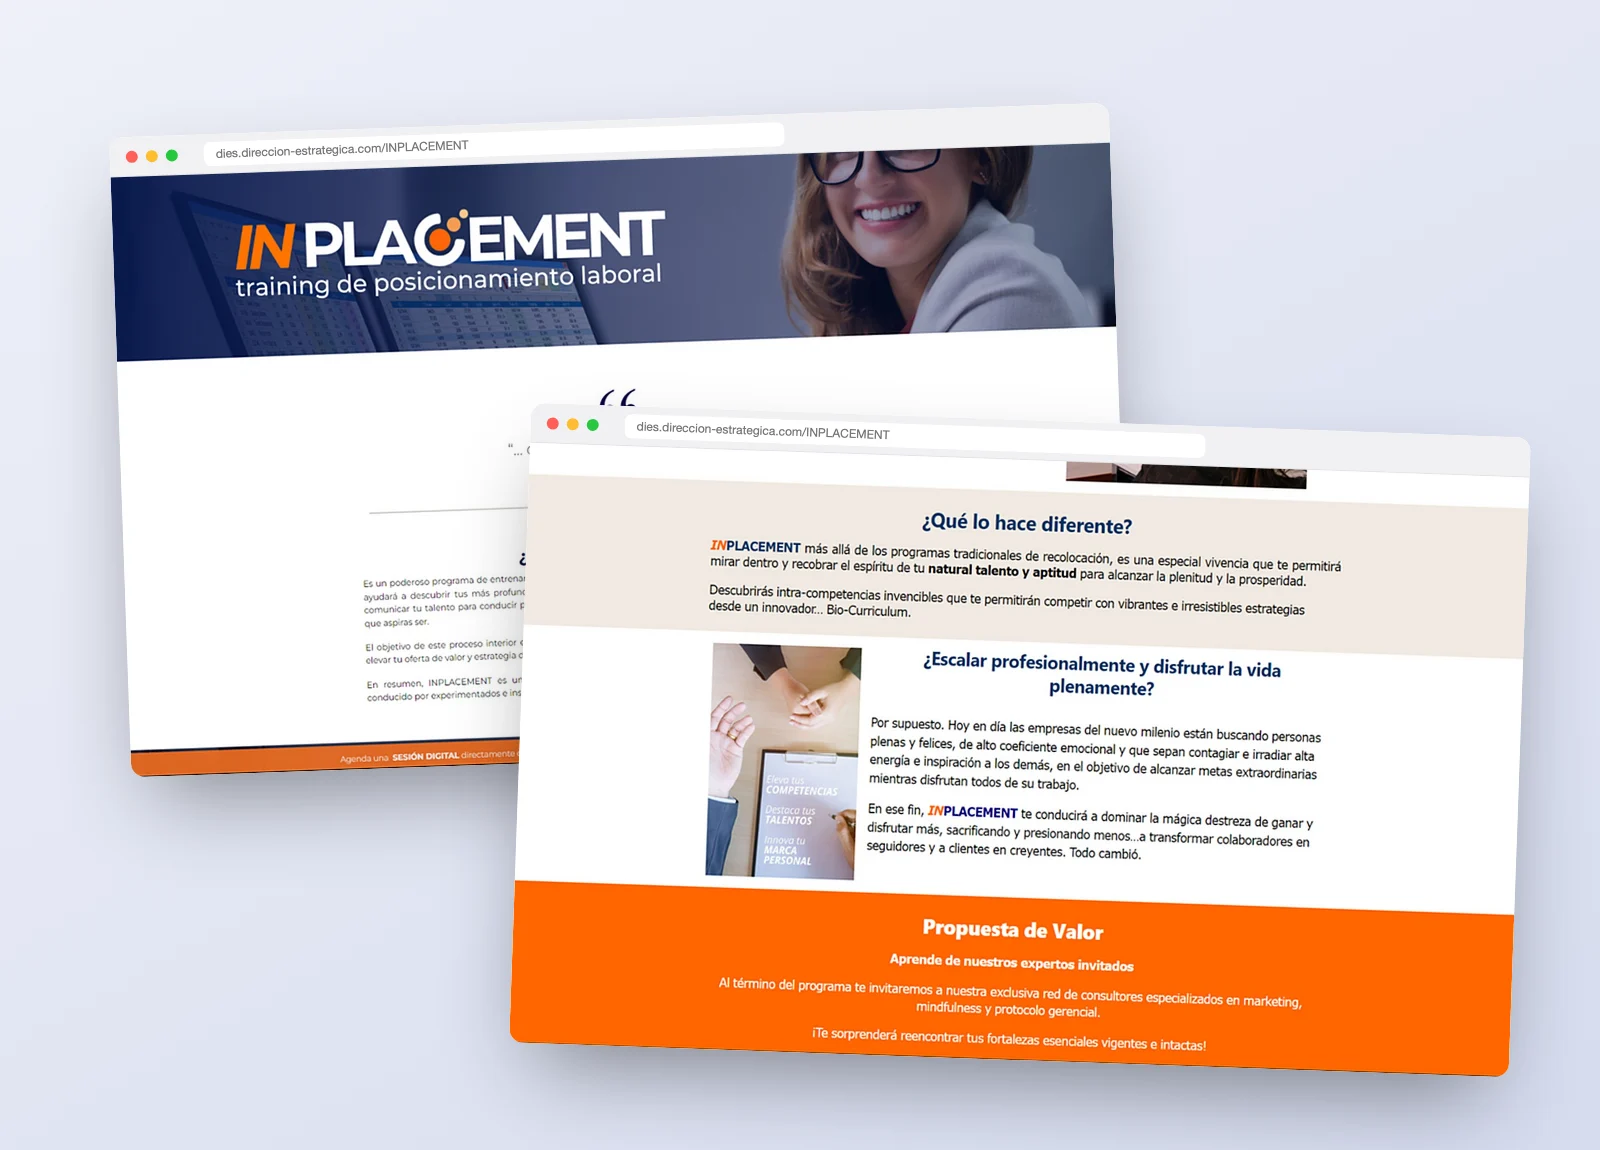 dies.direccion-estrategica.com/INPLACEMENT
IN PLACEMENT
training de posicionamiento laboral
“
“...
¿
Es un poderoso programa de
ayudará a descubrir tus más
comunicar tu talento para conducir
que aspiras ser.
El objetivo de este proceso interior
elevar tu oferta de valor y estrategia
En resumen, INPLACEMENT es
conducido por experimentados e
Agenda una SESIÓN DIGITAL directamente
dies.direccion-estrategica.com/INPLACEMENT
¿Qué lo hace diferente?
INPLACEMENT más allá de los programas tradicionales de recolocación, es una especial vivencia que te permitirá
mirar dentro y recobrar el espíritu de tu natural talento y aptitud para alcanzar la plenitud y la prosperidad.
Descubrirás intra-competencias invencibles que te permitirán competir con vibrantes e irresistibles estrategias
desde un innovador... Bio-Curriculum.
¿Escalar profesionalmente y disfrutar la vida
plenamente?
Por supuesto. Hoy en día las empresas del nuevo milenio están buscando personas
plenas y felices, de alto coeficiente emocional y que sepan contagiar e irradiar alta
energía e inspiración a los demás, en el objetivo de alcanzar metas extraordinarias
mientras disfrutan todos de su trabajo.
En ese fin, INPLACEMENT te conducirá a dominar la mágica destreza de ganar y
disfrutar más, sacrificando y presionando menos...a transformar colaboradores en
seguidores y a clientes en creyentes. Todo cambió.
Eleva tus
COMPETENCIAS
Destaca tus
TALENTOS
Innova tu
MARCA
PERSONAL
Propuesta de Valor
Aprende de nuestros expertos invitados
Al término del programa te invitaremos a nuestra exclusiva red de consultores especializados en marketing,
mindfulness y protocolo gerencial.
¡Te sorprenderá reencontrar tus fortalezas esenciales vigentes e intactas!